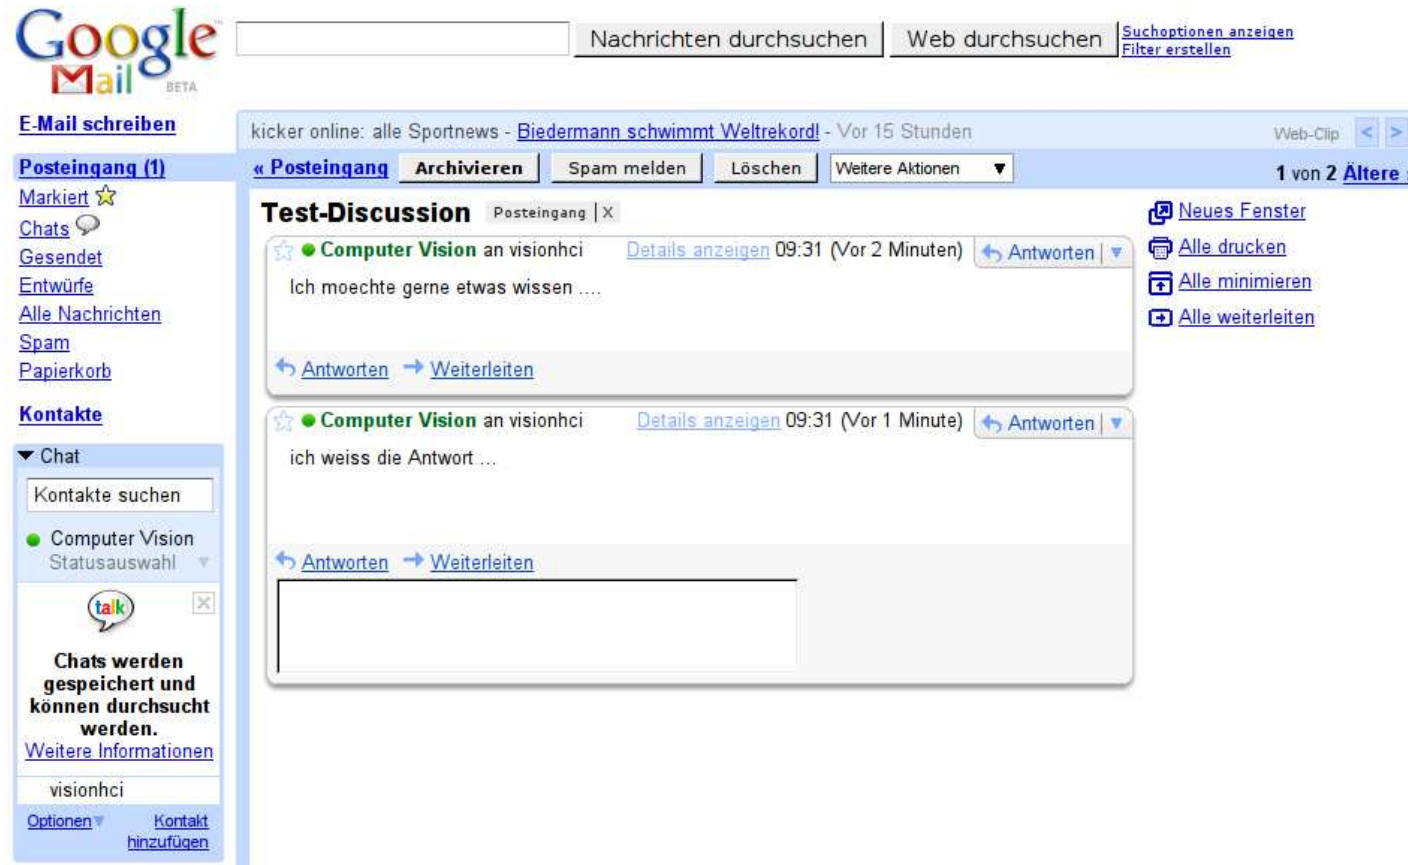 Google
Mail BETA
Nachrichten durchsuchen Web durchsuchen Suchoptionen anzeigen
Filter erstellen
E-Mail schreiben
Posteingang (1)
Markiert
Chats
Gesendet
Entwürfe
Alle Nachrichten
Spam
Papierkorb
Kontakte
Chat
Kontakte suchen
Computer Vision
Statusauswahl
talk
Chats werden
gespeichert und
können durchsucht
werden.
Weitere Informationen
visionhci
Optionen Kontakt
hinzufügen
kicker online: alle Sportnews - Biedermann schwimmt Weltrekord! - Vor 15 Stunden Web-Clip < >
« Posteingang Archivieren Spam melden Löschen Weitere Aktionen 1 von 2 Ältere ›
Test-Discussion Posteingang | X
Computer Vision an visionhci Details anzeigen 09:31 (Vor 2 Minuten) Antworten |
Ich moechte gerne etwas wissen ....
Antworten Weiterleiten
Computer Vision an visionhci Details anzeigen 09:31 (Vor 1 Minute) Antworten |
ich weiss die Antwort ...
Antworten Weiterleiten
Neues Fenster
Alle drucken
Alle minimieren
Alle weiterleiten